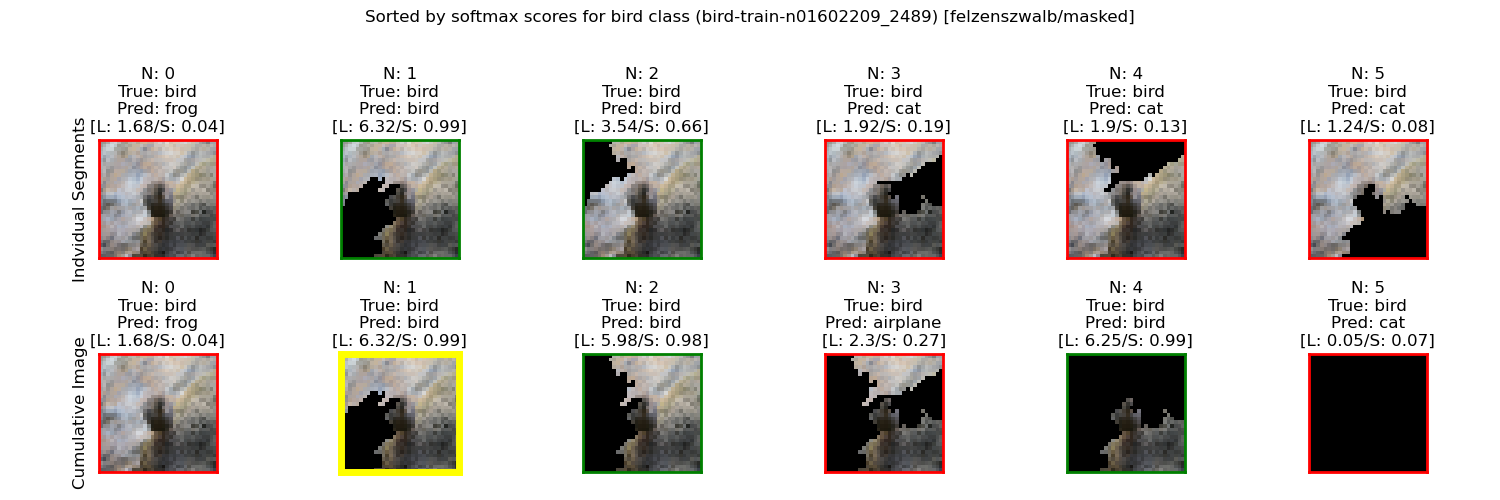 Sorted by softmax scores for bird class (bird-train-n01602209_2489) [felzenszwalb/masked]
Indvidual Segments
N: 0
True: bird
Pred: frog
[L: 1.68/S: 0.04]
N: 1
True: bird
Pred: bird
[L: 6.32/S: 0.99]
N: 2
True: bird
Pred: bird
[L: 3.54/S: 0.66]
N: 3
True: bird
Pred: cat
[L: 1.92/S: 0.19]
N: 4
True: bird
Pred: cat
[L: 1.9/S: 0.13]
N: 5
True: bird
Pred: cat
[L: 1.24/S: 0.08]
Cumulative Image
N: 0
True: bird
Pred: frog
[L: 1.68/S: 0.04]
N: 1
True: bird
Pred: bird
[L: 6.32/S: 0.99]
N: 2
True: bird
Pred: bird
[L: 5.98/S: 0.98]
N: 3
True: bird
Pred: airplane
[L: 2.3/S: 0.27]
N: 4
True: bird
Pred: bird
[L: 6.25/S: 0.99]
N: 5
True: bird
Pred: cat
[L: 0.05/S: 0.07]